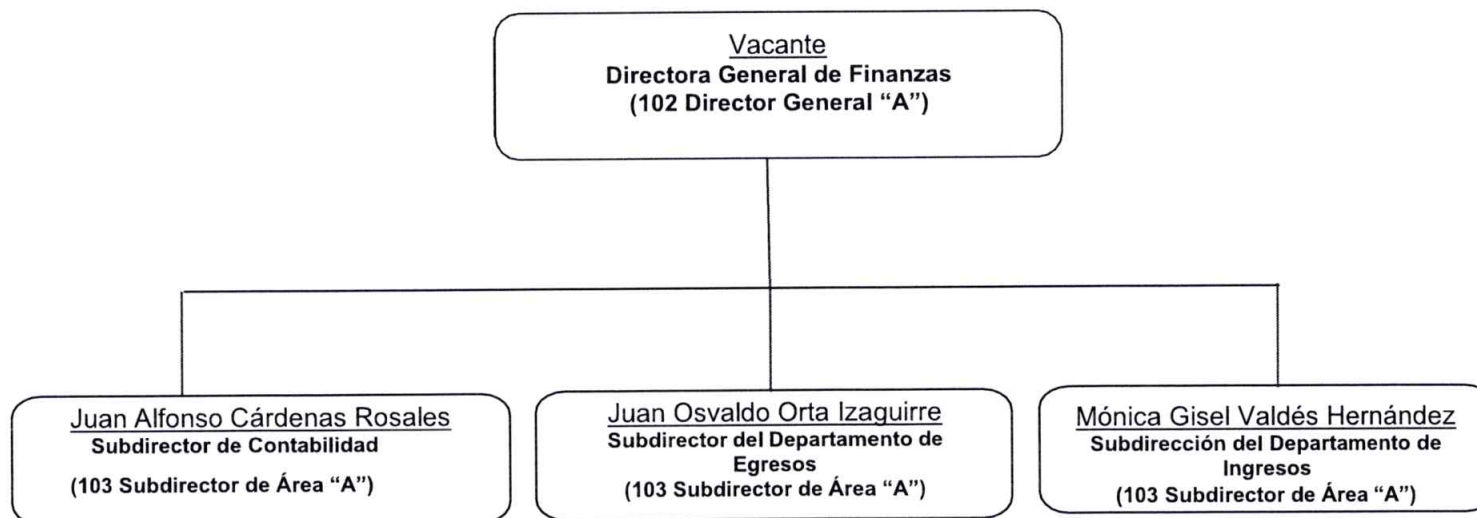 Vacante
Directora General de Finanzas
(102 Director General “A”)
Juan Alfonso Cárdenas Rosales
Subdirector de Contabilidad
(103 Subdirector de Área “A”)
Juan Osvaldo Orta Izaguirre
Subdirector del Departamento de
Egresos
(103 Subdirector de Área “A”)
Mónica Gisel Valdés Hernández
Subdirección del Departamento de
Ingresos
(103 Subdirector de Área “A”)